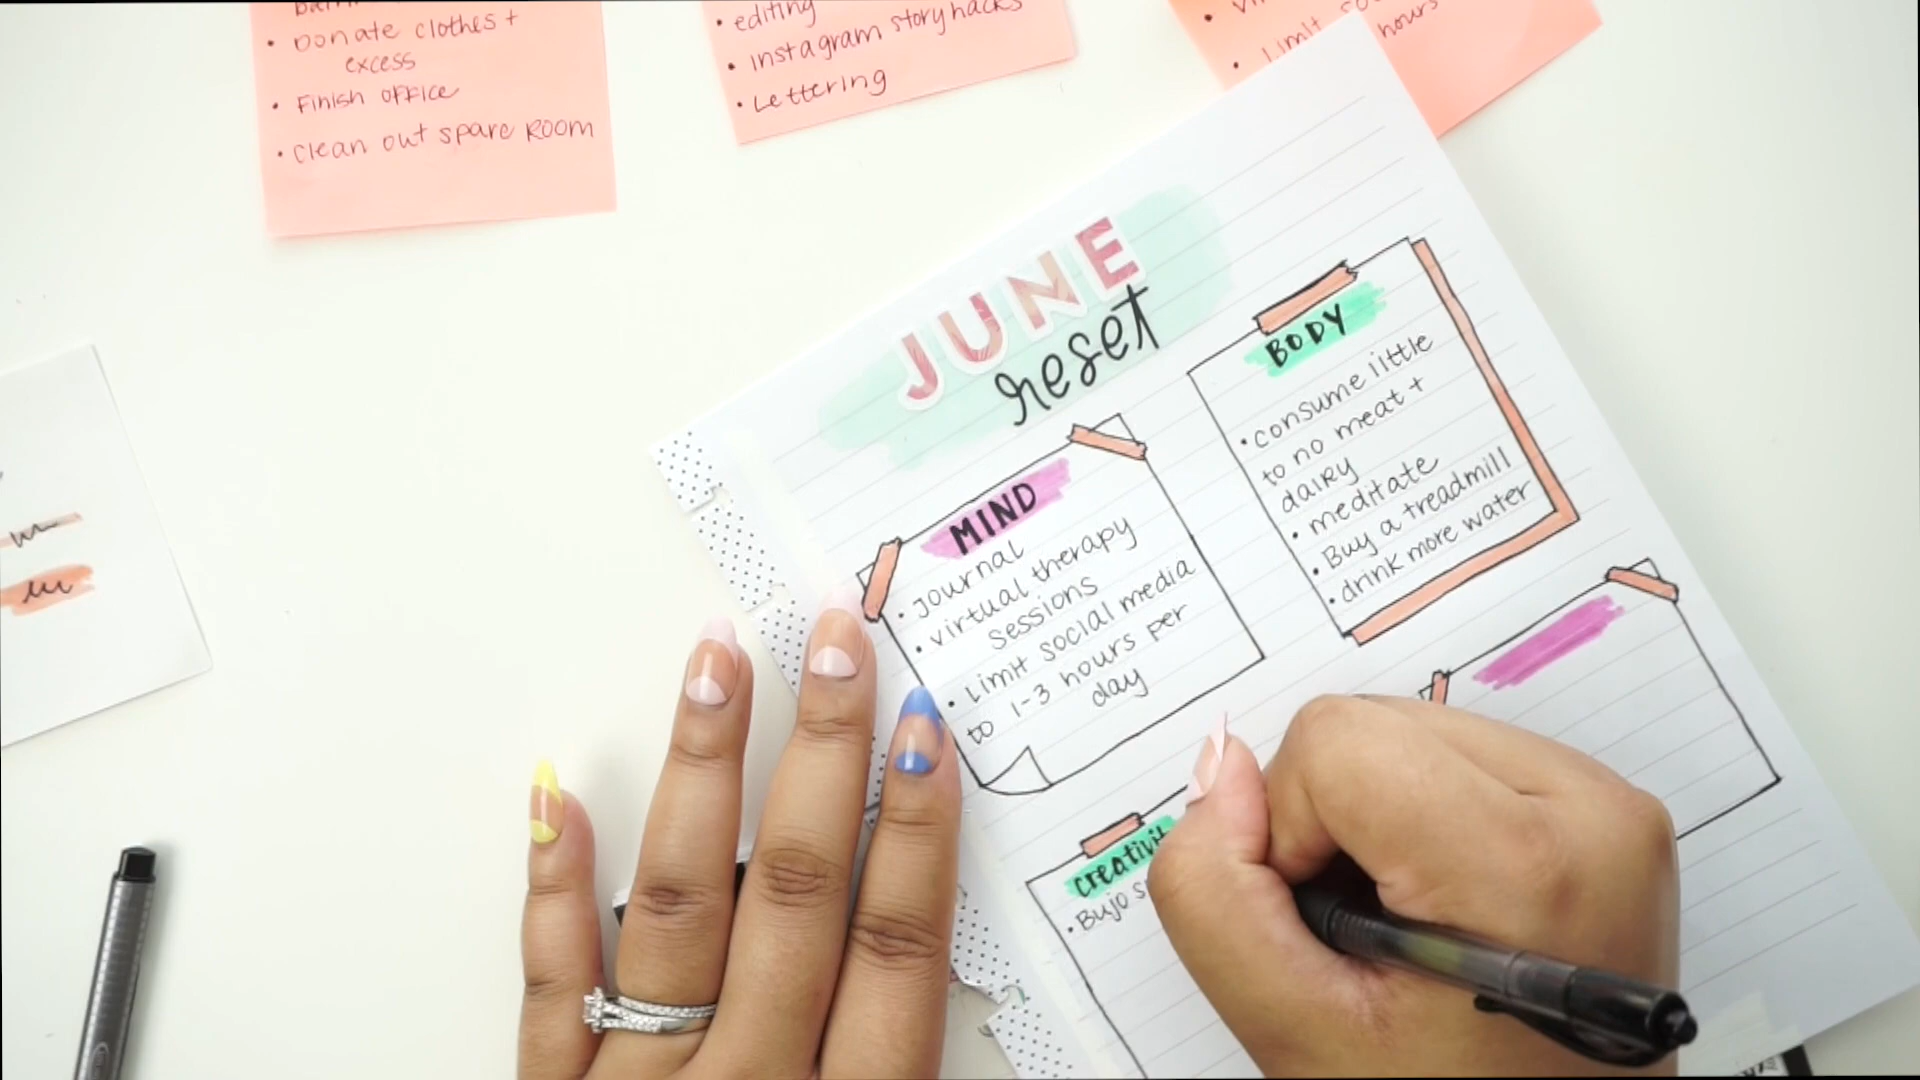 • Donate clothes +
excess
• Finish office
• clean out spare Room
• editing
• instagram story hacks
• Lettering
• Limit
hours
JUNE
reset
MIND
• Journal
• virtual therapy
sessions
• Limit social media
to 1-3 hours per
day
BODY
• consume little
to no meat +
dairy
• meditate
• Buy a treadmill
• drink more water
creativit
• Bujo s